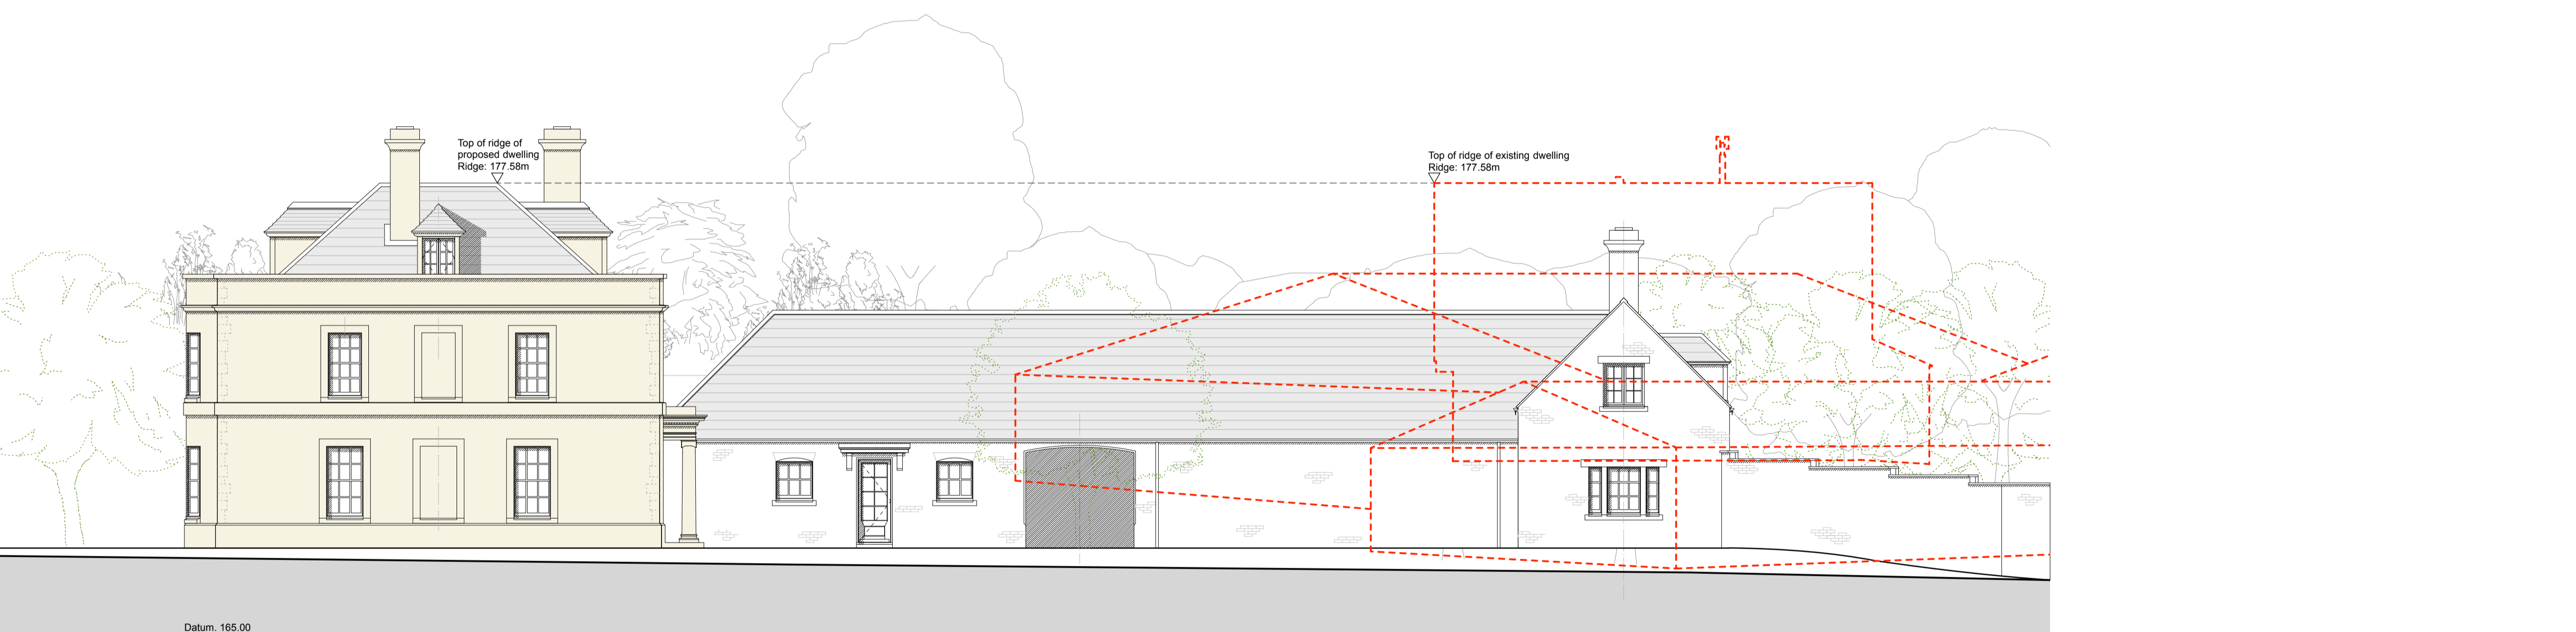 Top of ridge of
proposed dwelling
Ridge: 177.58m
Top of ridge of existing dwelling
Ridge: 177.58m
Datum. 165.00